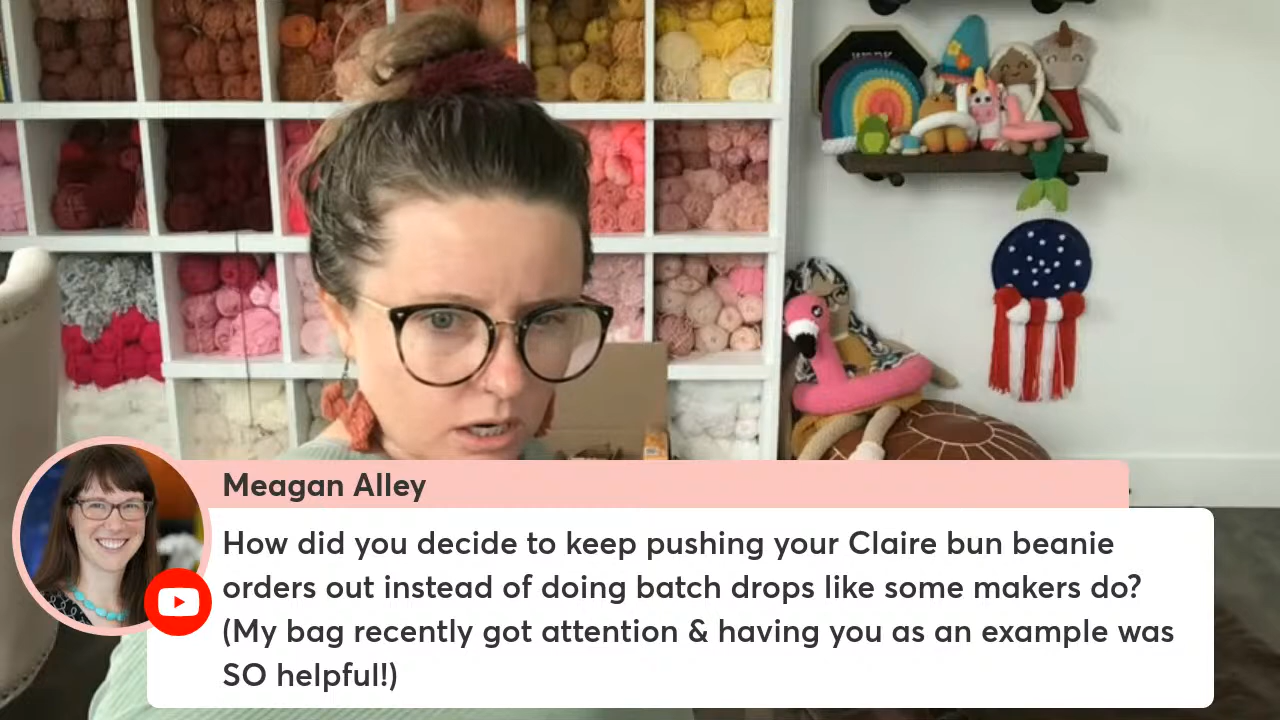 WORK
Meagan Alley
How did you decide to keep pushing your Claire bun beanie
orders out instead of doing batch drops like some makers do?
(My bag recently got attention & having you as an example was
SO helpful!)